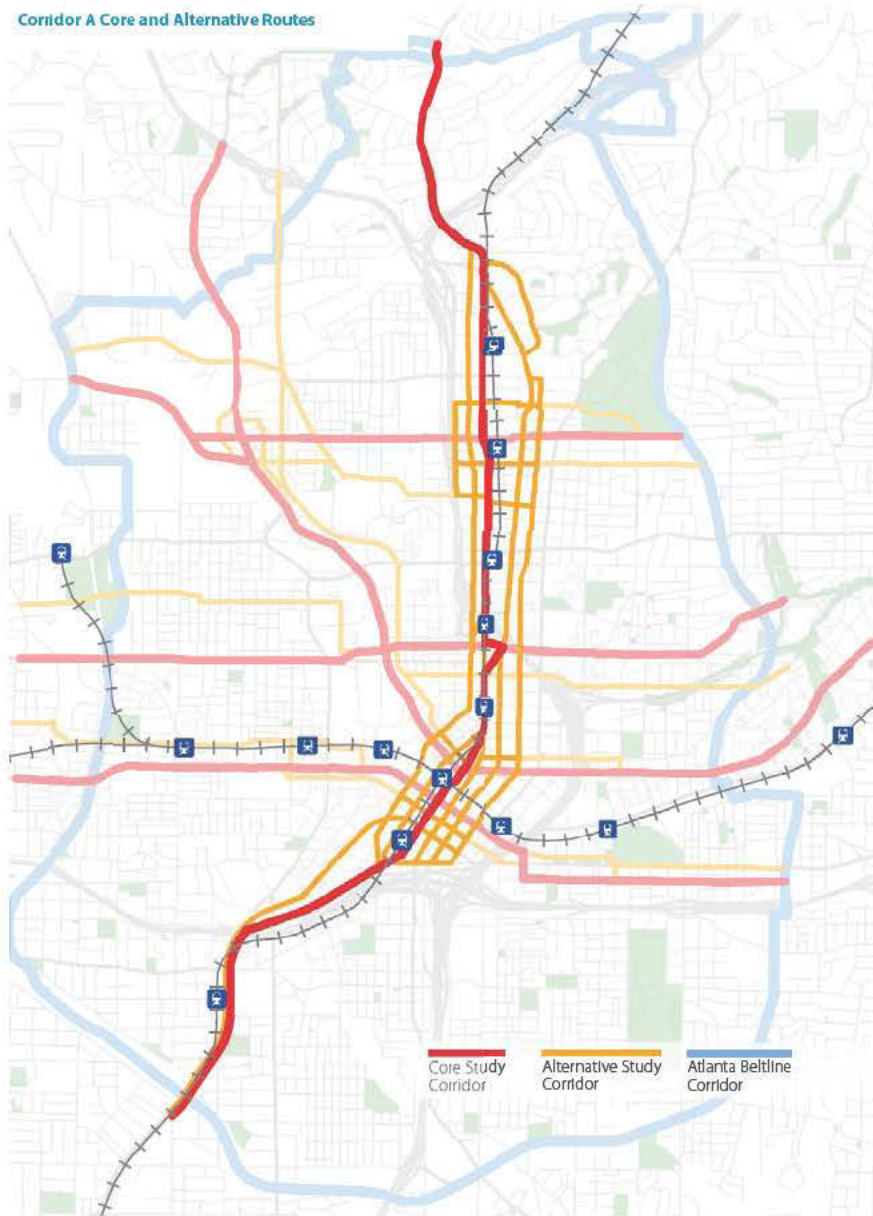 Corridor A Core and Alternative Routes
Core Study
Corridor
Alternative Study
Corridor
Atlanta Beltline
Corridor